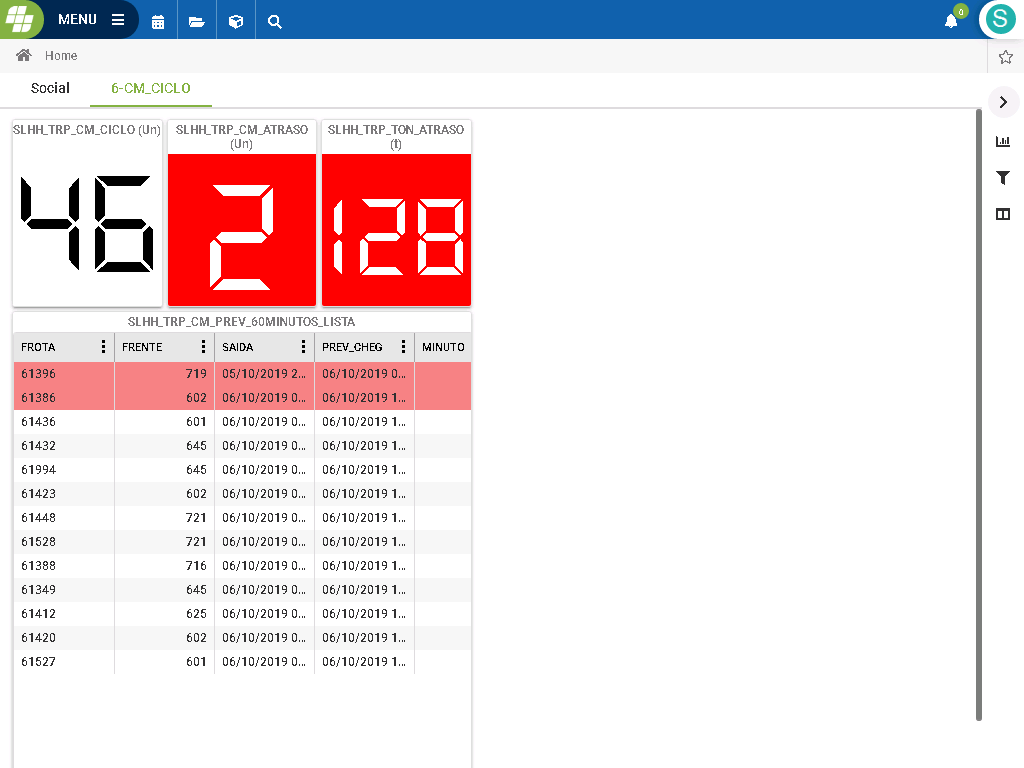 MENU
0
S
Home
Social 6-CM_CICLO
SLHH_TRP_CM_CICLO (Un)
46
SLHH_TRP_CM_ATRASO
(Un)
2
SLHH_TRP_TON_ATRASO
(t)
128
SLHH_TRP_CM_PREV_60MINUTOS_LISTA
FROTA FRENTE SAIDA PREV_CHEG MINUTO
61396 719 05/10/2019 2... 06/10/2019 0...
61386 602 06/10/2019 0... 06/10/2019 1...
61436 601 06/10/2019 0... 06/10/2019 1...
61432 645 06/10/2019 0... 06/10/2019 1...
61994 645 06/10/2019 0... 06/10/2019 1...
61423 602 06/10/2019 0... 06/10/2019 1...
61448 721 06/10/2019 0... 06/10/2019 1...
61528 721 06/10/2019 0... 06/10/2019 1...
61388 716 06/10/2019 0... 06/10/2019 1...
61349 645 06/10/2019 0... 06/10/2019 1...
61412 625 06/10/2019 0... 06/10/2019 1...
61420 602 06/10/2019 0... 06/10/2019 1...
61527 601 06/10/2019 0... 06/10/2019 1...